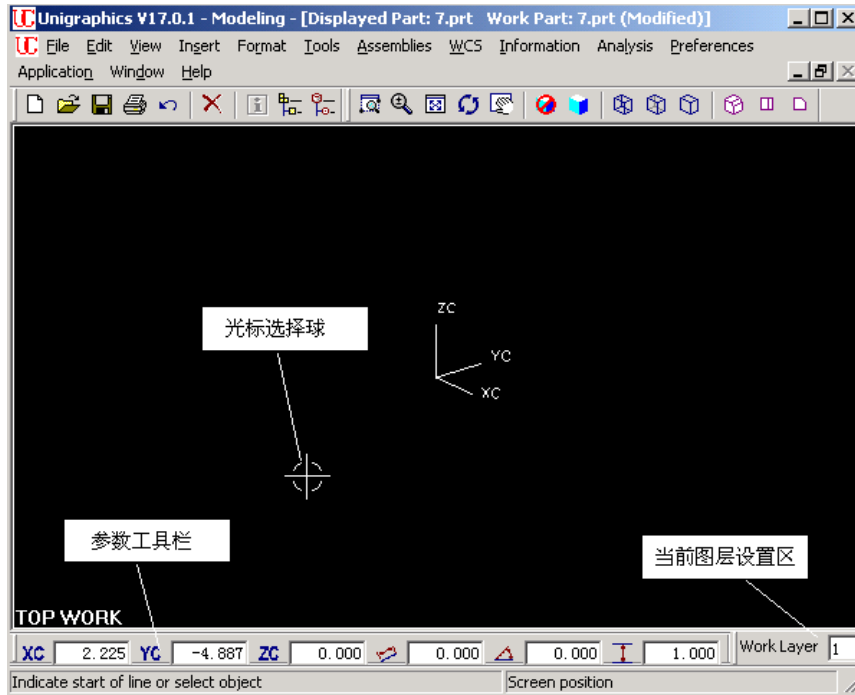 Unigraphics V17.0.1 - Modeling - [Displayed Part: 7.prt   Work Part: 7.prt (Modified)]
File Edit View Insert Format Tools Assemblies WCS Information Analysis Preferences
Application Window Help
ZC
光标选择球
YC
XC
参数工具栏
当前图层设置区
TOP WORK
XC 2.225 YC -4.887 ZC 0.000 0.000 0.000 1.000 Work Layer 1
Indicate start of line or select object Screen position